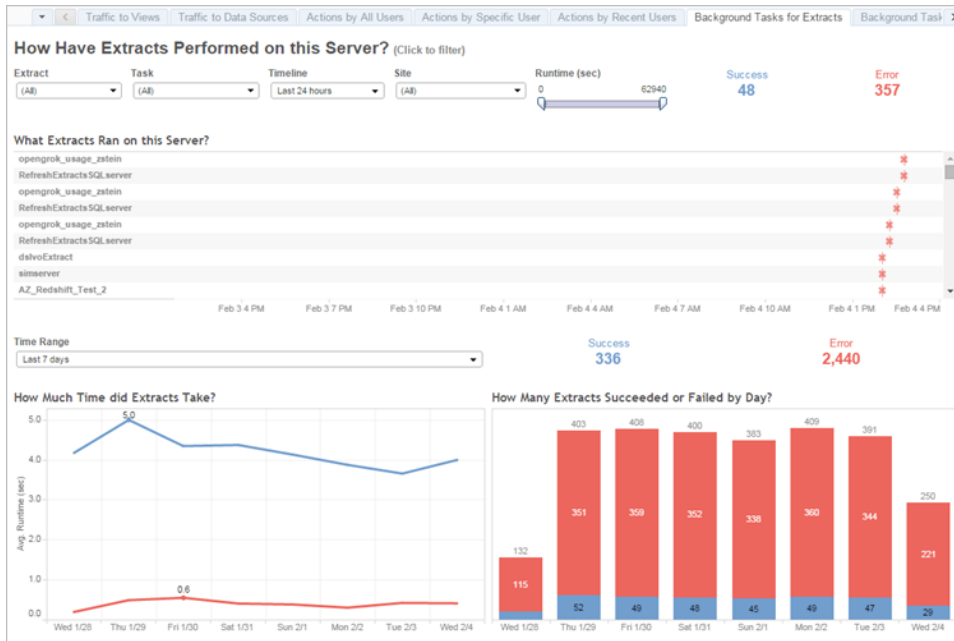 Traffic to Views Traffic to Data Sources Actions by All Users Actions by Specific User Actions by Recent Users Background Tasks for Extracts Background Task
How Have Extracts Performed on this Server? (Click to filter)
Extract Task Timeline Site Runtime (sec) Success Error
(All) (All) Last 24 hours (All) 0 62940 48 357
What Extracts Ran on this Server?
opengrok_usage_zstein
RefreshExtractsSQLserver
opengrok_usage_zstein
RefreshExtractsSQLserver
opengrok_usage_zstein
RefreshExtractsSQLserver
dslvoExtract
simserver
AZ_Redshift_Test_2
Feb 3 4 PM Feb 3 7 PM Feb 3 10 PM Feb 4 1 AM Feb 4 4 AM Feb 4 7 AM Feb 4 10 AM Feb 4 1 PM Feb 4 4 PM
Time Range Success Error
Last 7 days 336 2,440
How Much Time did Extracts Take?
5.0
5.0
4.0
3.0
2.0
1.0
0.6
0.0
Avg. Runtime (sec)
Wed 1/28 Thu 1/29 Fri 1/30 Sat 1/31 Sun 2/1 Mon 2/2 Tue 2/3 Wed 2/4
How Many Extracts Succeeded or Failed by Day?
132 403 408 400 383 409 391 250
115 351 359 352 338 360 344 221
52 49 48 45 49 47 29
Wed 1/28 Thu 1/29 Fri 1/30 Sat 1/31 Sun 2/1 Mon 2/2 Tue 2/3 Wed 2/4